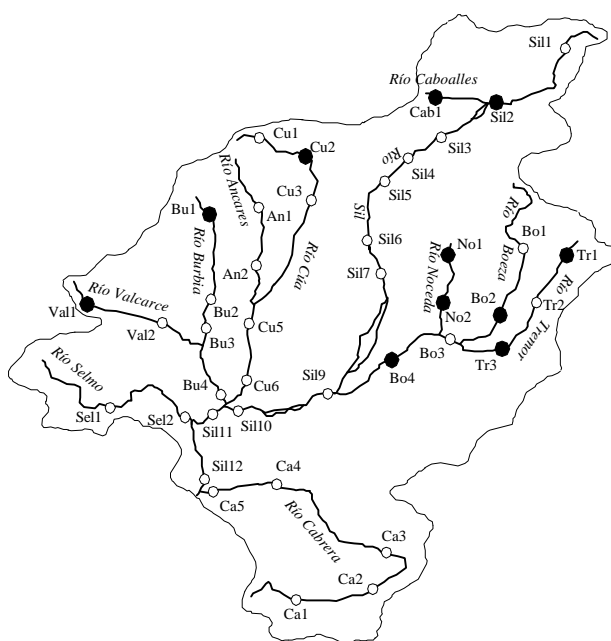 Sil1
Río Caboalles
Cab1
Sil2
Cu1
Cu2
Sil3
Río
Sil4
Río Ancares
Cu3
Sil5
Río
Bu1
An1
Sil
Río Burbia
Río Cúa
Sil6
No1
Boeza
Bo1
Tr1
An2
Sil7
Río Noceda
Río
Río Valcarce
Val1
Bu2
No2
Bo2
Tr2
Val2
Bu3
Cu5
Bo3
Tremor
Tr3
Río Selmo
Bu4
Cu6
Sil9
Bo4
Sel1
Sel2
Sil11
Sil10
Sil12
Ca4
Ca5
Río Cabrera
Ca3
Ca2
Ca1